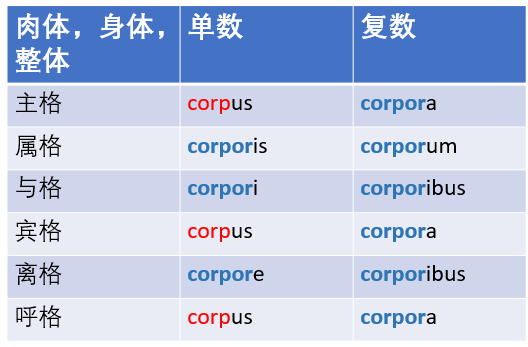 肉体，身体， 单数 复数
整体
主格 corpus corpora
属格 corporis corporum
与格 corpori corporibus
宾格 corpus corpora
离格 corpore corporibus
呼格 corpus corpora